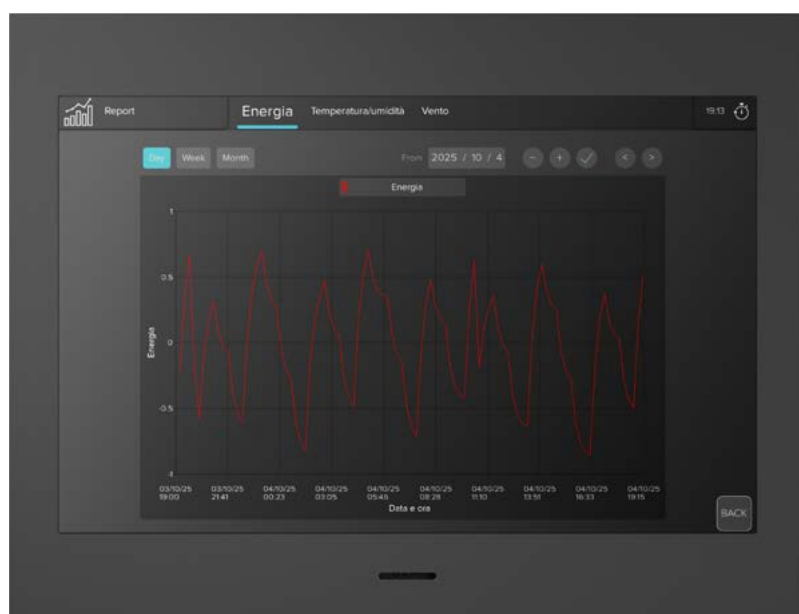 Report
Energia Temperatura/umidità Vento
19:13
Day Week Month
From 2025 / 10 / 4 - + < >
Energia
1
0.5
0
-0.5
-1
Energia
03/10/25 03/10/25 04/10/25 04/10/25 04/10/25 04/10/25 04/10/25 04/10/25 04/10/25 04/10/25
19:00 21:41 00:23 03:05 05:46 08:28 11:10 13:51 16:33 19:15
Data e ora
BACK